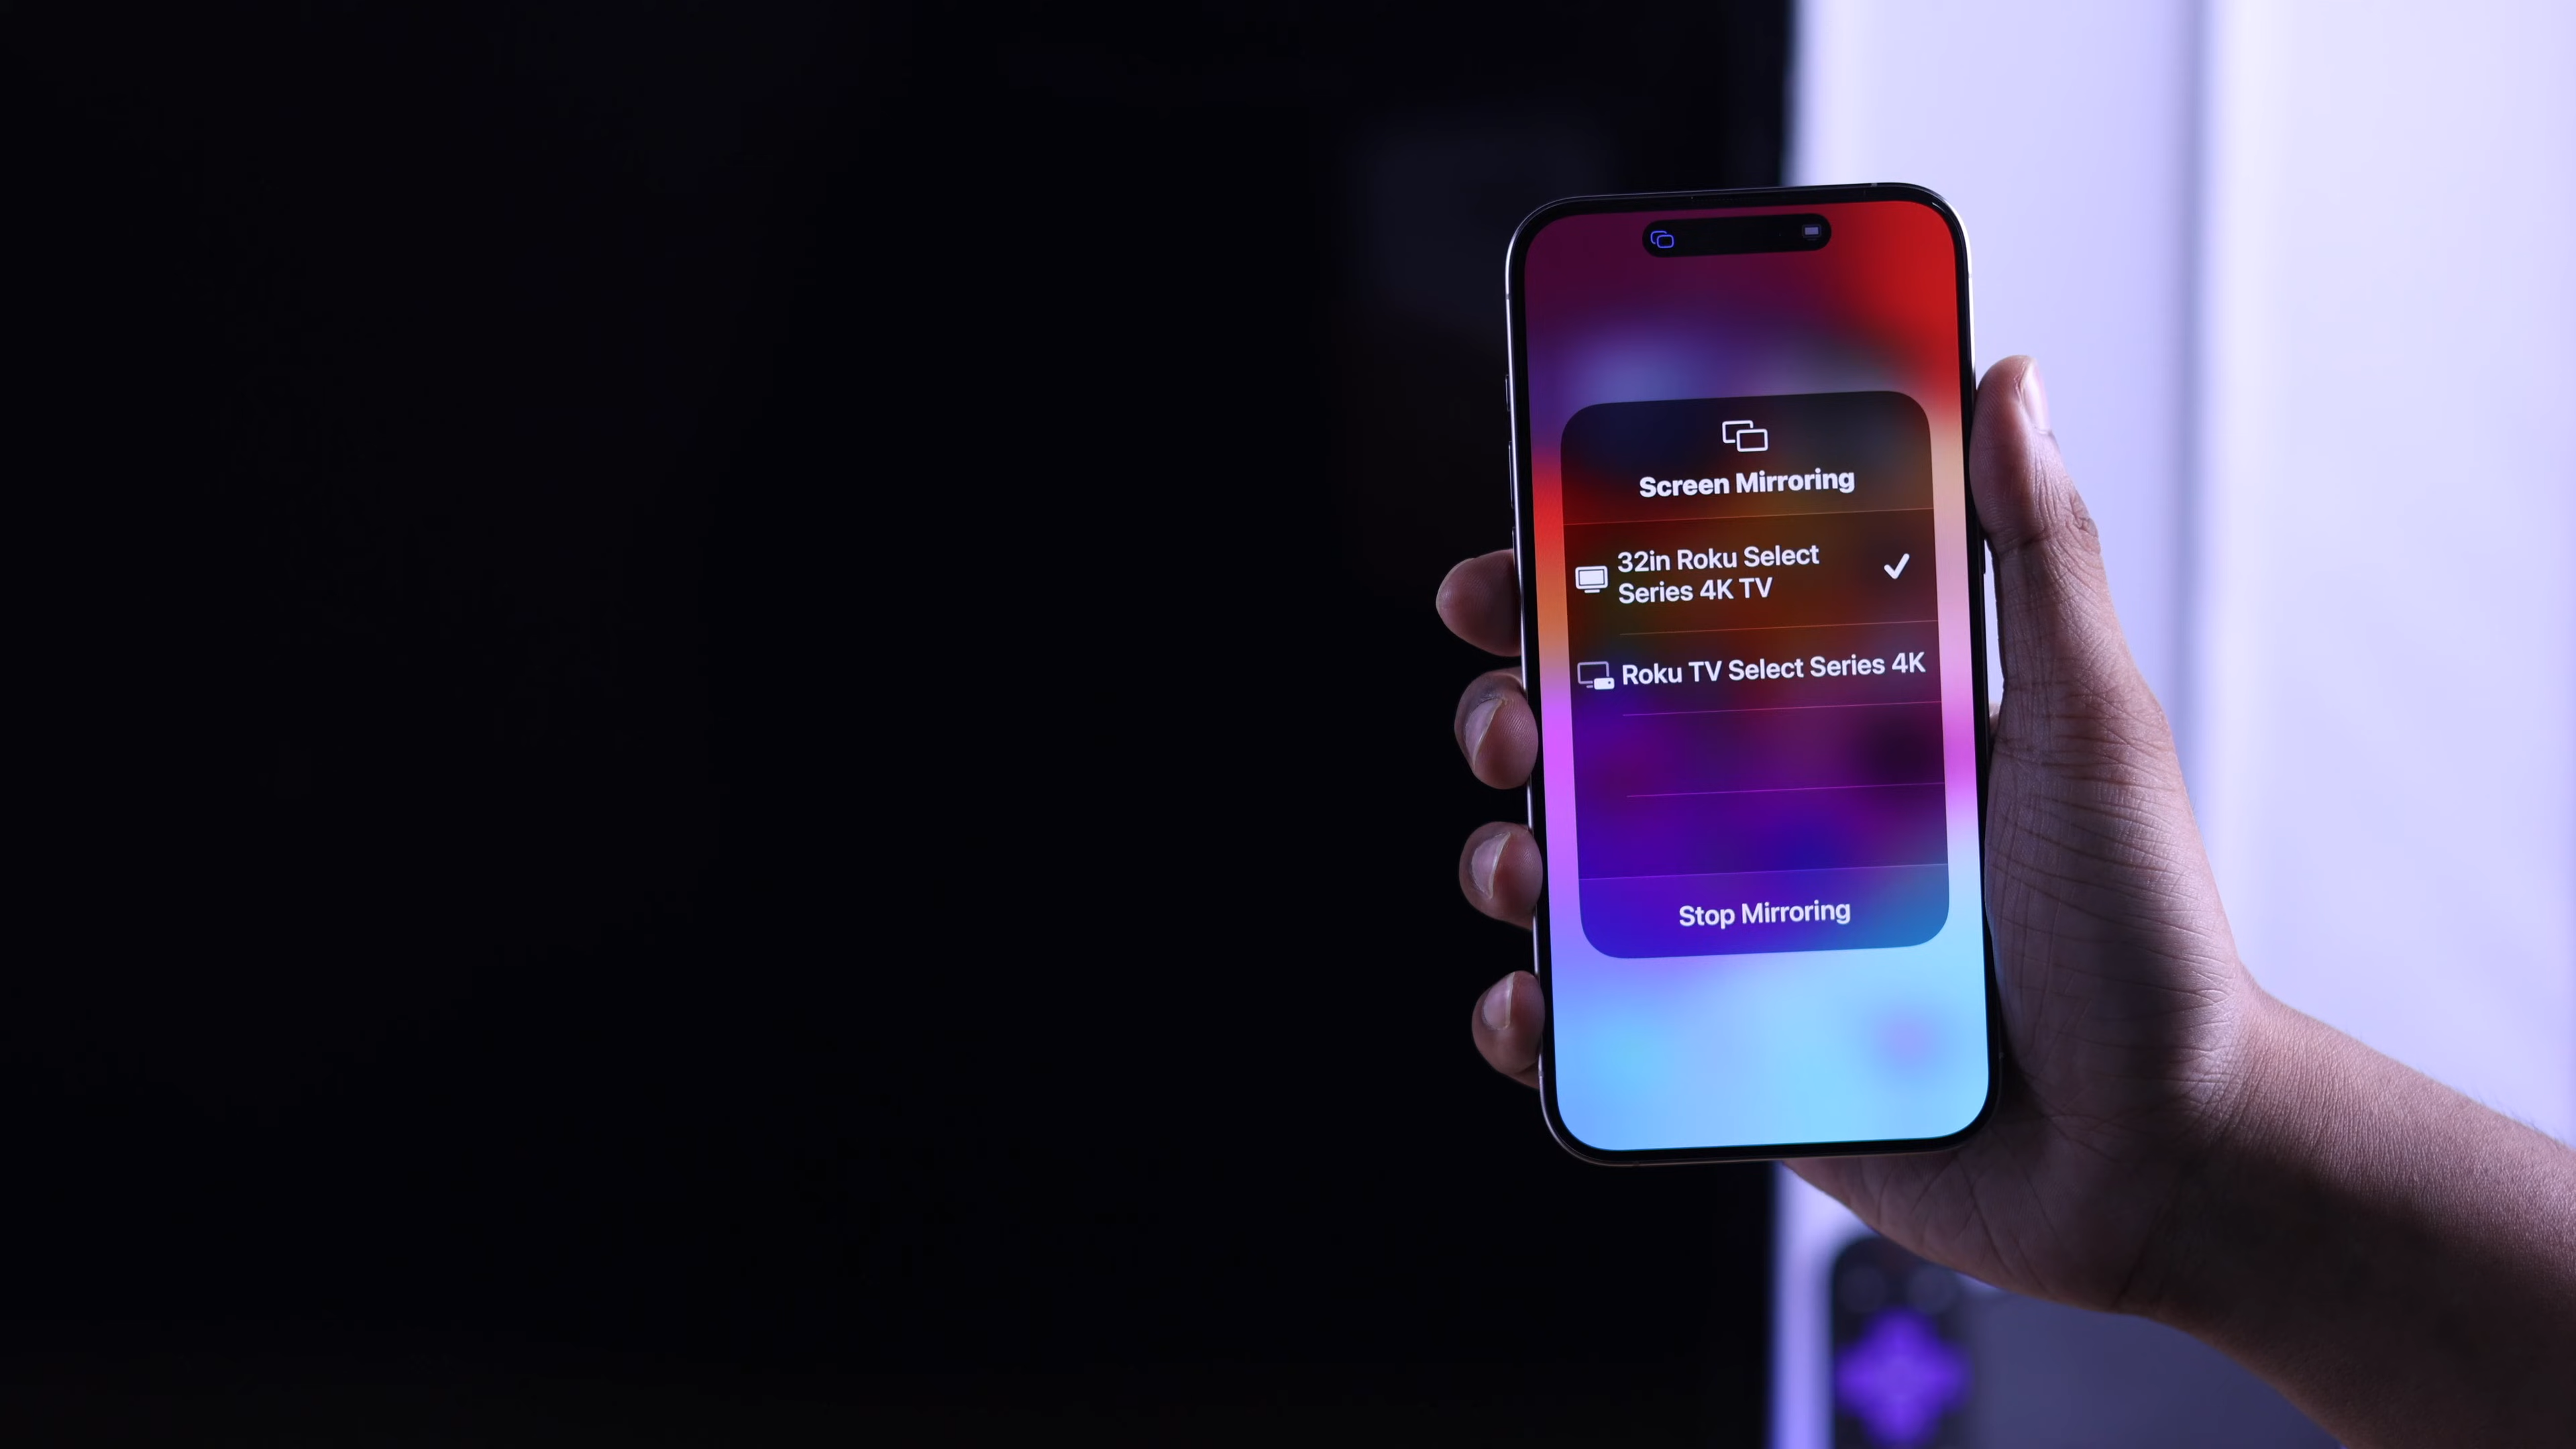 Screen Mirroring
32in Roku Select
Series 4K TV
Roku TV Select Series 4K
Stop Mirroring